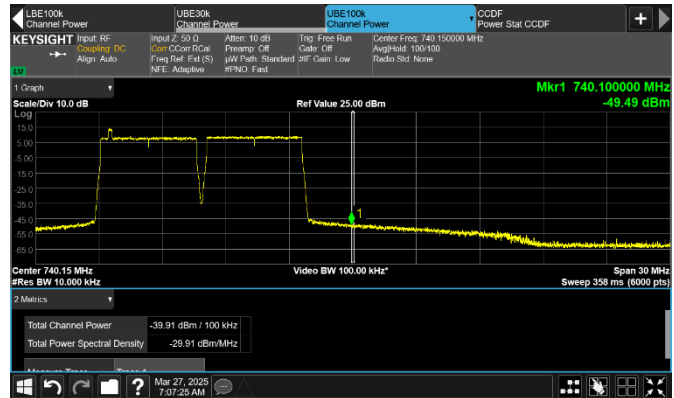 LBE100k
Channel Power
UBE30k
Channel Power
UBE100k
Channel Power
CCDF
Power Stat CCDF
KEYSIGHT
Input: RF
Coupling: DC
Align: Auto
Input Z: 50 Ω
Corr CCorr RCal
Freq Ref: Ext (S)
NFE: Adaptive
Atten: 10 dB
Preamp: Off
µW Path: Standard
#PNO: Fast
Trig: Free Run
Gate: Off
#IF Gain: Low
Center Freq: 740.150000 MHz
Avg|Hold: 100/100
Radio Std: None
1 Graph
Mkr1 740.100000 MHz
-49.49 dBm
Scale/Div 10.0 dB
Ref Value 25.00 dBm
Log
15.0
5.00
-5.00
-15.0
-25.0
-35.0
-45.0
-55.0
-65.0
1
Center 740.15 MHz
Video BW 100.00 kHz*
Span 30 MHz
#Res BW 10.000 kHz
Sweep 358 ms (6000 pts)
2 Metrics
Total Channel Power
-39.91 dBm / 100 kHz
Total Power Spectral Density
-29.91 dBm/MHz
Mar 27, 2025
7:07:25 AM